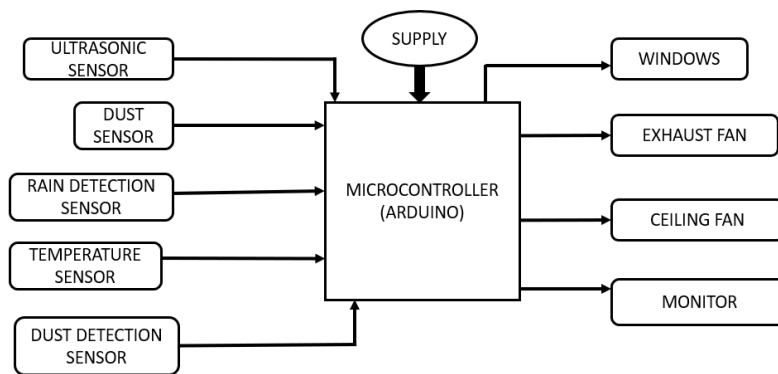 SUPPLY
ULTRASONIC
SENSOR
DUST
SENSOR
RAIN DETECTION
SENSOR
TEMPERATURE
SENSOR
DUST DETECTION
SENSOR
MICROCONTROLLER
(ARDUINO)
WINDOWS
EXHAUST FAN
CEILING FAN
MONITOR